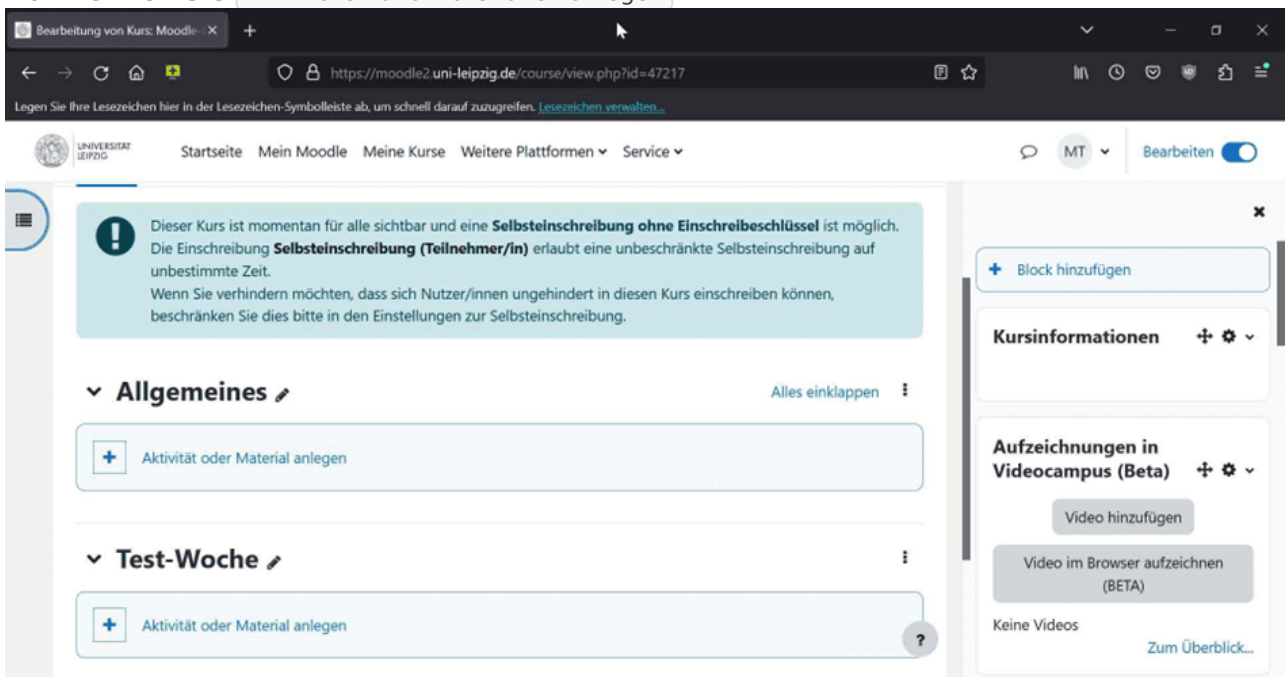 Bearbeitung von Kurs: Moodle-
https://moodle2.uni-leipzig.de/course/view.php?id=47217
Legen Sie Ihre Lesezeichen hier in der Lesezeichen-Symbolleiste ab, um schnell darauf zuzugreifen. Lesezeichen verwalten...
UNIVERSITÄT
LEIPZIG
Startseite Mein Moodle Meine Kurse Weitere Plattformen Service
MT
Bearbeiten
Dieser Kurs ist momentan für alle sichtbar und eine Selbsteinschreibung ohne Einschreibeschlüssel ist möglich.
Die Einschreibung Selbsteinschreibung (Teilnehmer/in) erlaubt eine unbeschränkte Selbsteinschreibung auf
unbestimmte Zeit.
Wenn Sie verhindern möchten, dass sich Nutzer/innen ungehindert in diesen Kurs einschreiben können,
beschränken Sie dies bitte in den Einstellungen zur Selbsteinschreibung.
Allgemeines
Alles einklappen
+ Aktivität oder Material anlegen
Test-Woche
+ Aktivität oder Material anlegen
?
+ Block hinzufügen
Kursinformationen
Aufzeichnungen in
Videocampus (Beta)
Video hinzufügen
Video im Browser aufzeichnen
(BETA)
Keine Videos
Zum Überblick...